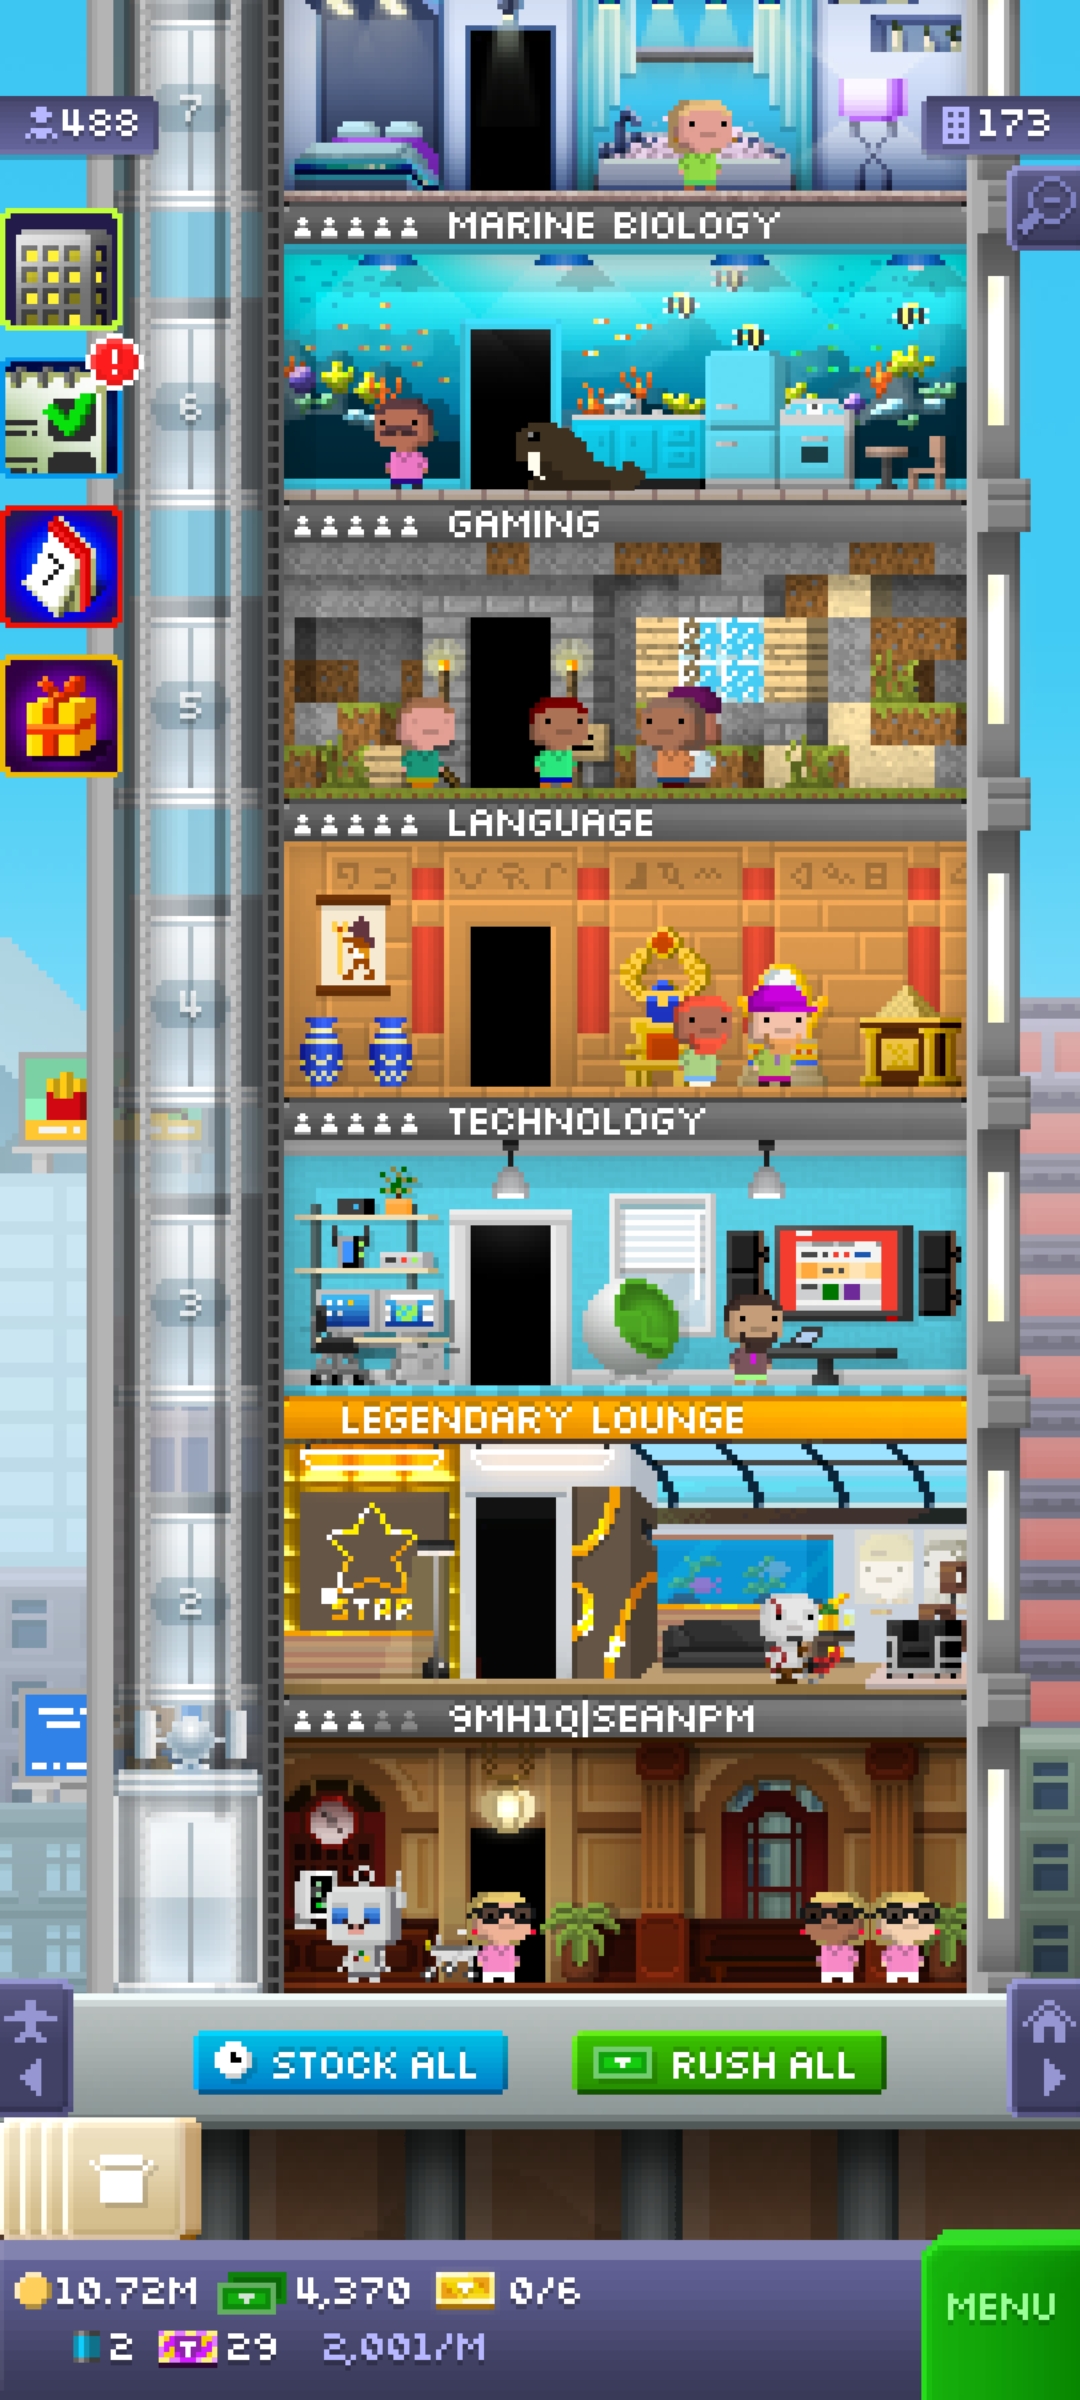 7
488
173
MARINE BIOLOGY
6
GAMING
7
5
LANGUAGE
4
TECHNOLOGY
3
LEGENDARY LOUNGE
STAR
2
9MH1Q|SEANPM
STOCK ALL
RUSH ALL
10.72M 4,370 0/6
2 29 2,001/M
MENU